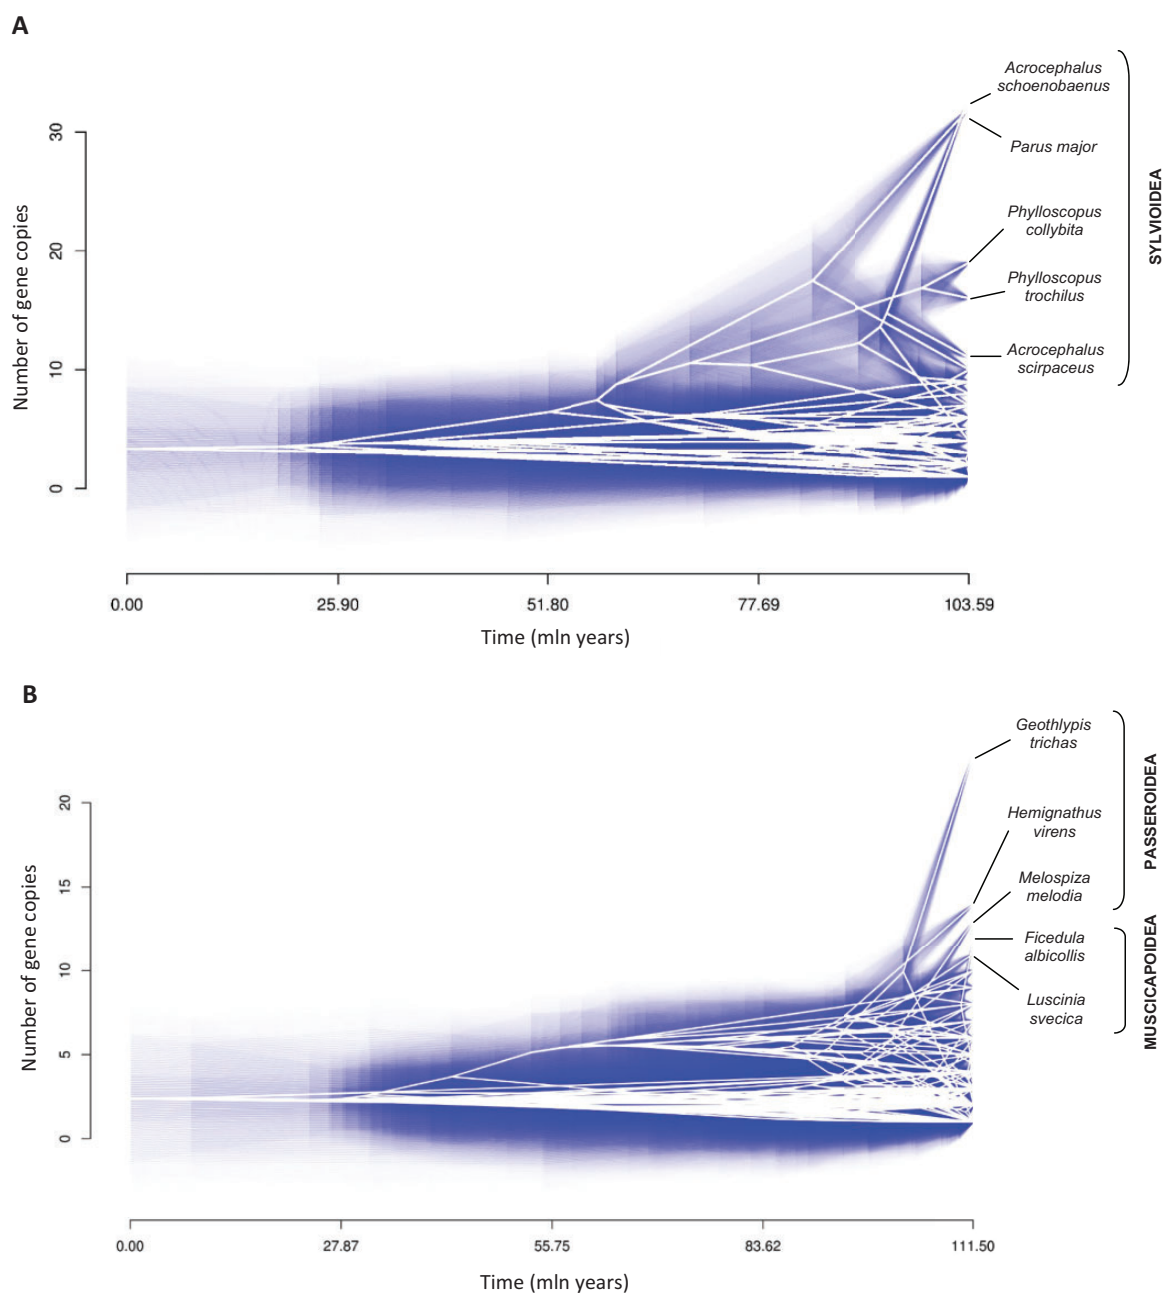 A
Acrocephalus
schoenobaenus
Parus major
Phylloscopus
collybita
Phylloscopus
trochilus
Acrocephalus
scirpaceus
SYLVIOIDEA
Number of gene copies
30
20
10
0
0.00
25.90
51.80
77.69
103.59
Time (mln years)
B
Geothlypis
trichas
Hemignathus
virens
Melospiza
melodia
Ficedula
albicollis
Luscinia
svecica
PASSEROIDEA
MUSCICAPOIDEA
Number of gene copies
20
15
10
5
0
0.00
27.87
55.75
83.62
111.50
Time (mln years)